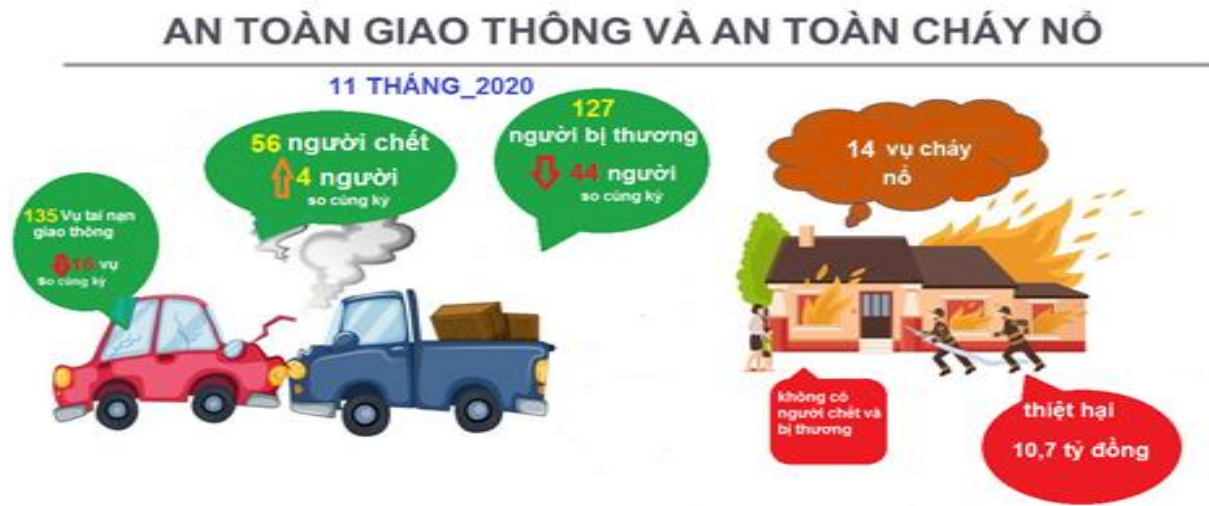 AN TOÀN GIAO THÔNG VÀ AN TOÀN CHÁY NỔ
11 THÁNG_2020
135 Vụ tai nạn
giao thông
16 vụ
so cùng kỳ
56 người chết
4 người
so cùng kỳ
127
người bị thương
44 người
so cùng kỳ
14 vụ cháy
nổ
không có
người chết và
bị thương
thiệt hại
10,7 tỷ đồng